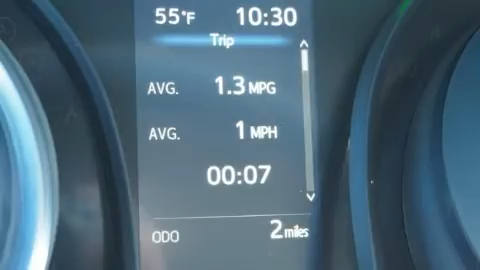 55°F 10:30
Trip
AVG. 1.3 MPG
AVG. 1 MPH
00:07
ODO 2 miles